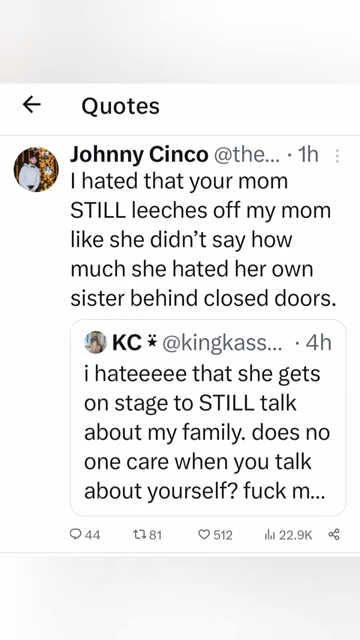 Quotes
Johnny Cinco @the... · 1h
I hated that your mom
STILL leeches off my mom
like she didn’t say how
much she hated her own
sister behind closed doors.
KC @kingkass... · 4h
i hateeeee that she gets
on stage to STILL talk
about my family. does no
one care when you talk
about yourself? fuck m...
44 81 512 22.9K